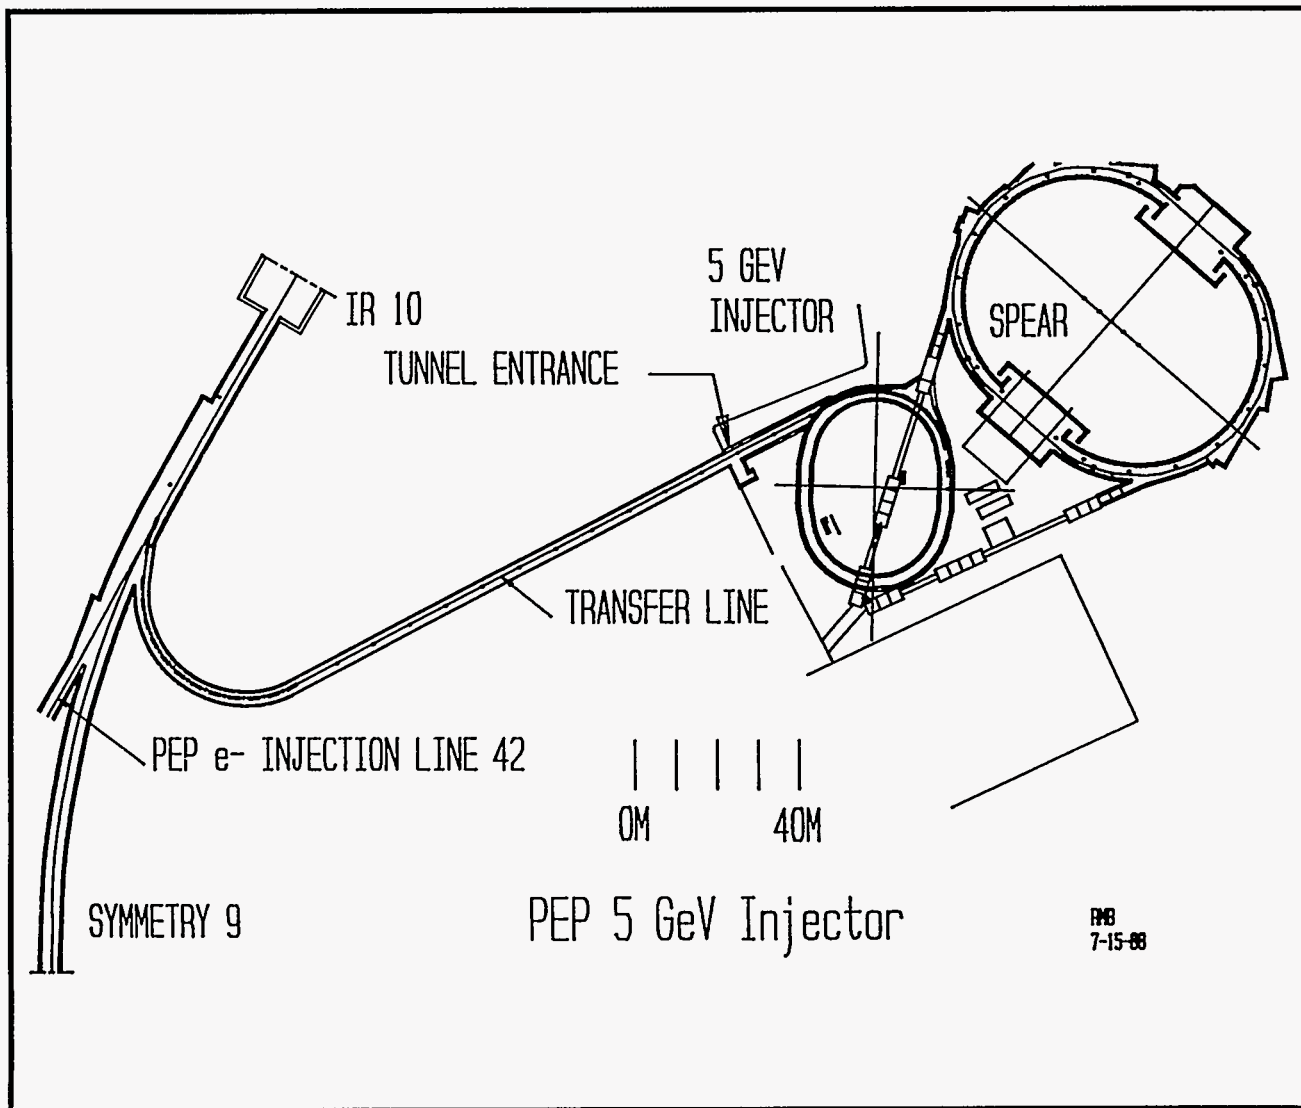 5 GEV
INJECTOR
IR 10
SPEAR
TUNNEL ENTRANCE
TRANSFER LINE
PEP e- INJECTION LINE 42
0M 40M
SYMMETRY 9
PEP 5 GeV Injector
RMB
7-15-88